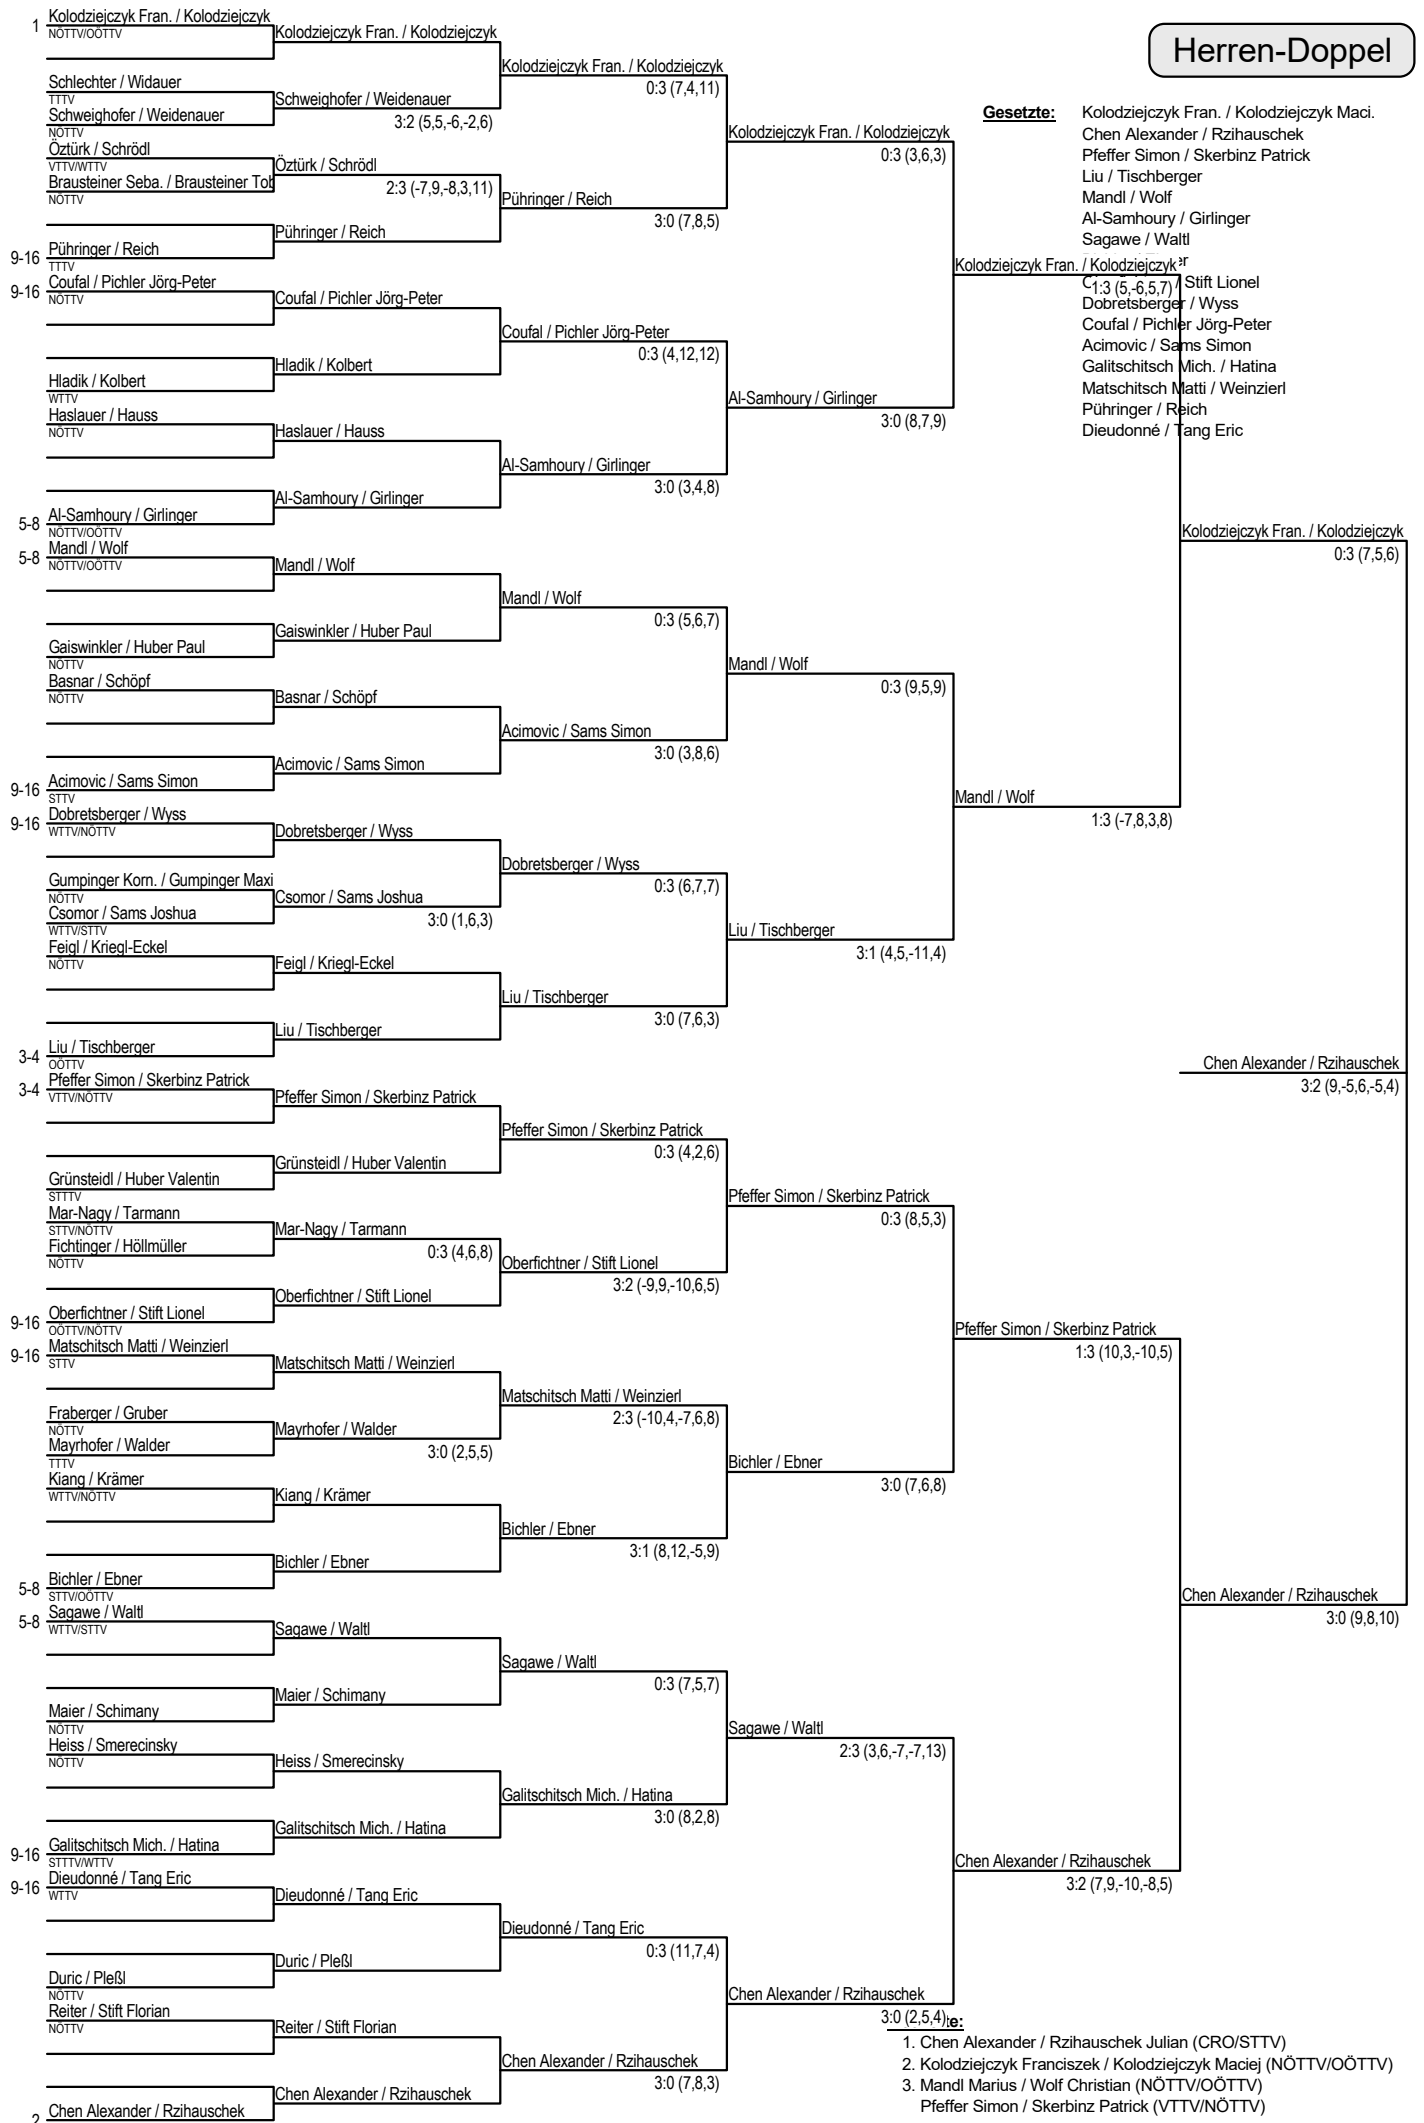 Herren-Doppel
Gesetzte:
Kolodziejczyk Fran. / Kolodziejczyk Maci.
Chen Alexander / Rzihauschek
Pfeffer Simon / Skerbinz Patrick
Liu / Tischberger
Mandl / Wolf
Al-Samhoury / Girlinger
Sagawe / Waltl
/ Stift Lionel
Dobretsberger / Wyss
Coufal / Pichler Jörg-Peter
Acimovic / Sams Simon
Galitschitsch Mich. / Hatina
Matschitsch Matti / Weinzierl
Pühringer / Reich
Dieudonné / Tang Eric
1 Kolodziejczyk Fran. / Kolodziejczyk
NÖTTV/OÖTTV
Schlechter / Widauer
TTTV
Schweighofer / Weidenauer
NÖTTV
Öztürk / Schrödl
VTTV/WTTV
Brausteiner Seba. / Brausteiner Tob
NÖTTV
9-16 Pühringer / Reich
TTTV
9-16 Coufal / Pichler Jörg-Peter
NÖTTV
Hladik / Kolbert
WTTV
Haslauer / Hauss
NÖTTV
5-8 Al-Samhoury / Girlinger
NÖTTV/OÖTTV
5-8 Mandl / Wolf
NÖTTV/OÖTTV
Gaiswinkler / Huber Paul
NÖTTV
Basnar / Schöpf
NÖTTV
9-16 Acimovic / Sams Simon
STTV
9-16 Dobretsberger / Wyss
WTTV/NÖTTV
Gumpinger Korn. / Gumpinger Maxi
NÖTTV
Csomor / Sams Joshua
WTTV/STTV
Feigl / Kriegl-Eckel
NÖTTV
3-4 Liu / Tischberger
OÖTTV
3-4 Pfeffer Simon / Skerbinz Patrick
VTTV/NÖTTV
Grünsteidl / Huber Valentin
STTTV
Mar-Nagy / Tarmann
STTV/NÖTTV
Fichtinger / Höllmüller
NÖTTV
9-16 Oberfichtner / Stift Lionel
OÖTTV/NÖTTV
9-16 Matschitsch Matti / Weinzierl
STTV
Fraberger / Gruber
NÖTTV
Mayrhofer / Walder
TTTV
Kiang / Krämer
WTTV/NÖTTV
5-8 Bichler / Ebner
STTV/OÖTTV
5-8 Sagawe / Waltl
WTTV/STTV
Maier / Schimany
NÖTTV
Heiss / Smerecinsky
NÖTTV
9-16 Galitschitsch Mich. / Hatina
STTTV/WTTV
9-16 Dieudonné / Tang Eric
WTTV
Duric / Pleßl
NÖTTV
Reiter / Stift Florian
NÖTTV
2 Chen Alexander / Rzihauschek
Kolodziejczyk Fran. / Kolodziejczyk
Schweighofer / Weidenauer
3:2 (5,5,-6,-2,6)
Öztürk / Schrödl
2:3 (-7,9,-8,3,11)
Pühringer / Reich
Coufal / Pichler Jörg-Peter
Hladik / Kolbert
Haslauer / Hauss
Al-Samhoury / Girlinger
Mandl / Wolf
Gaiswinkler / Huber Paul
Basnar / Schöpf
Acimovic / Sams Simon
Dobretsberger / Wyss
Csomor / Sams Joshua
3:0 (1,6,3)
Feigl / Kriegl-Eckel
Liu / Tischberger
Pfeffer Simon / Skerbinz Patrick
Grünsteidl / Huber Valentin
Mar-Nagy / Tarmann
0:3 (4,6,8)
Oberfichtner / Stift Lionel
Matschitsch Matti / Weinzierl
Mayrhofer / Walder
3:0 (2,5,5)
Kiang / Krämer
Bichler / Ebner
Sagawe / Waltl
Maier / Schimany
Heiss / Smerecinsky
Galitschitsch Mich. / Hatina
Dieudonné / Tang Eric
Duric / Pleßl
Reiter / Stift Florian
Chen Alexander / Rzihauschek
Kolodziejczyk Fran. / Kolodziejczyk
0:3 (7,4,11)
Pühringer / Reich
3:0 (7,8,5)
Coufal / Pichler Jörg-Peter
0:3 (4,12,12)
Al-Samhoury / Girlinger
3:0 (3,4,8)
Mandl / Wolf
0:3 (5,6,7)
Acimovic / Sams Simon
3:0 (3,8,6)
Dobretsberger / Wyss
0:3 (6,7,7)
Liu / Tischberger
3:0 (7,6,3)
Pfeffer Simon / Skerbinz Patrick
0:3 (4,2,6)
Oberfichtner / Stift Lionel
3:2 (-9,9,-10,6,5)
Matschitsch Matti / Weinzierl
2:3 (-10,4,-7,6,8)
Bichler / Ebner
3:1 (8,12,-5,9)
Sagawe / Waltl
0:3 (7,5,7)
Galitschitsch Mich. / Hatina
3:0 (8,2,8)
Dieudonné / Tang Eric
0:3 (11,7,4)
Chen Alexander / Rzihauschek
3:0 (7,8,3)
Kolodziejczyk Fran. / Kolodziejczyk
0:3 (3,6,3)
Al-Samhoury / Girlinger
3:0 (8,7,9)
Mandl / Wolf
0:3 (9,5,9)
Liu / Tischberger
3:1 (4,5,-11,4)
Pfeffer Simon / Skerbinz Patrick
0:3 (8,5,3)
Bichler / Ebner
3:0 (7,6,8)
Sagawe / Waltl
2:3 (3,6,-7,-7,13)
Chen Alexander / Rzihauschek
3:0 (2,5,4)
Kolodziejczyk Fran. / Kolodziejczyk
1:3 (5,-6,5,7)
Mandl / Wolf
1:3 (-7,8,3,8)
Pfeffer Simon / Skerbinz Patrick
1:3 (10,3,-10,5)
Chen Alexander / Rzihauschek
3:2 (7,9,-10,-8,5)
Kolodziejczyk Fran. / Kolodziejczyk
0:3 (7,5,6)
Chen Alexander / Rzihauschek
3:0 (9,8,10)
Chen Alexander / Rzihauschek
3:2 (9,-5,6,-5,4)
1. Chen Alexander / Rzihauschek Julian (CRO/STTV)
2. Kolodziejczyk Franciszek / Kolodziejczyk Maciej (NÖTTV/OÖTTV)
3. Mandl Marius / Wolf Christian (NÖTTV/OÖTTV)
Pfeffer Simon / Skerbinz Patrick (VTTV/NÖTTV)